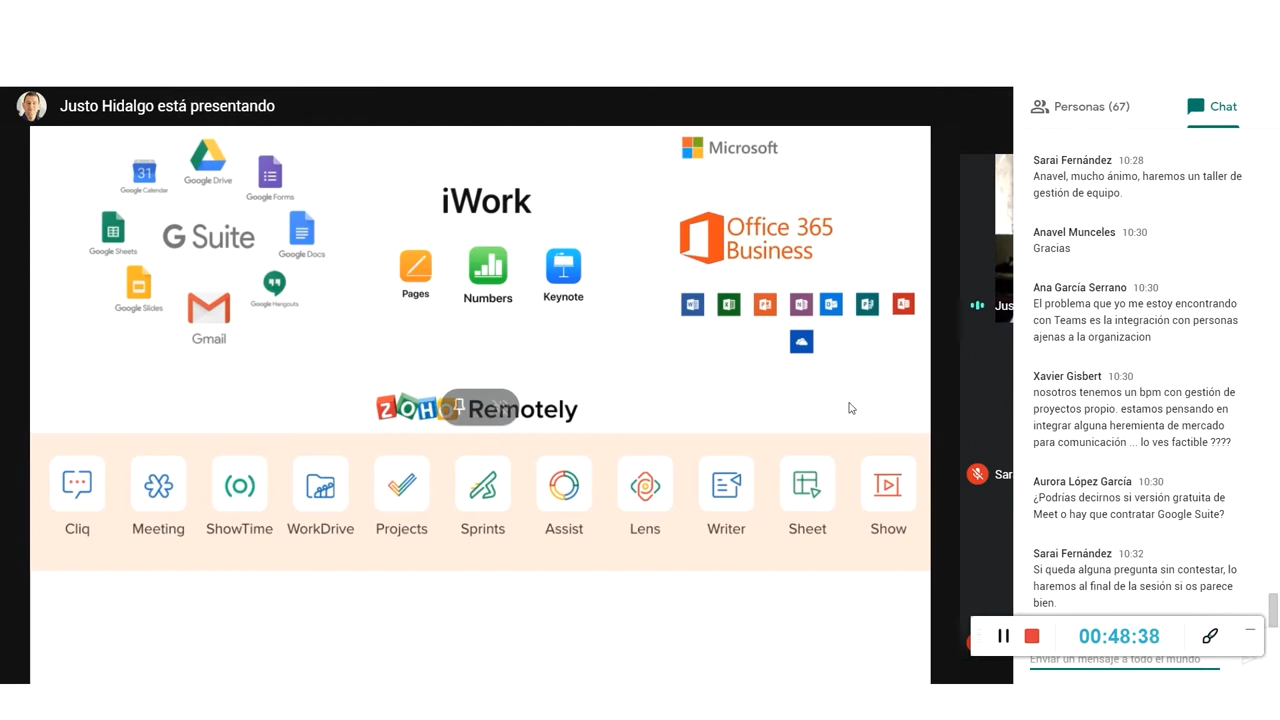 Justo Hidalgo está presentando
Google Calendar
31
Google Drive
Google Forms
Google Sheets
G Suite
Google Docs
Google Slides
Gmail
Google Hangouts
iWork
Pages
Numbers
Keynote
Microsoft
Office 365
Business
ZOHO Remotely
Cliq
Meeting
ShowTime
WorkDrive
Projects
Sprints
Assist
Lens
Writer
Sheet
Show
Jus
Sar
Personas (67)
Chat
Sarai Fernández 10:28
Anavel, mucho ánimo, haremos un taller de
gestión de equipo.
Anavel Munceles 10:30
Gracias
Ana García Serrano 10:30
El problema que yo me estoy encontrando
con Teams es la integración con personas
ajenas a la organizacion
Xavier Gisbert 10:30
nosotros tenemos un bpm con gestión de
proyectos propio. estamos pensando en
integrar alguna heremienta de mercado
para comunicación ... lo ves factible ????
Aurora López García 10:30
¿Podrías decirnos si versión gratuita de
Meet o hay que contratar Google Suite?
Sarai Fernández 10:32
Si queda alguna pregunta sin contestar, lo
haremos al final de la sesión si os parece
bien.
00:48:38
Enviar un mensaje a todo el mundo